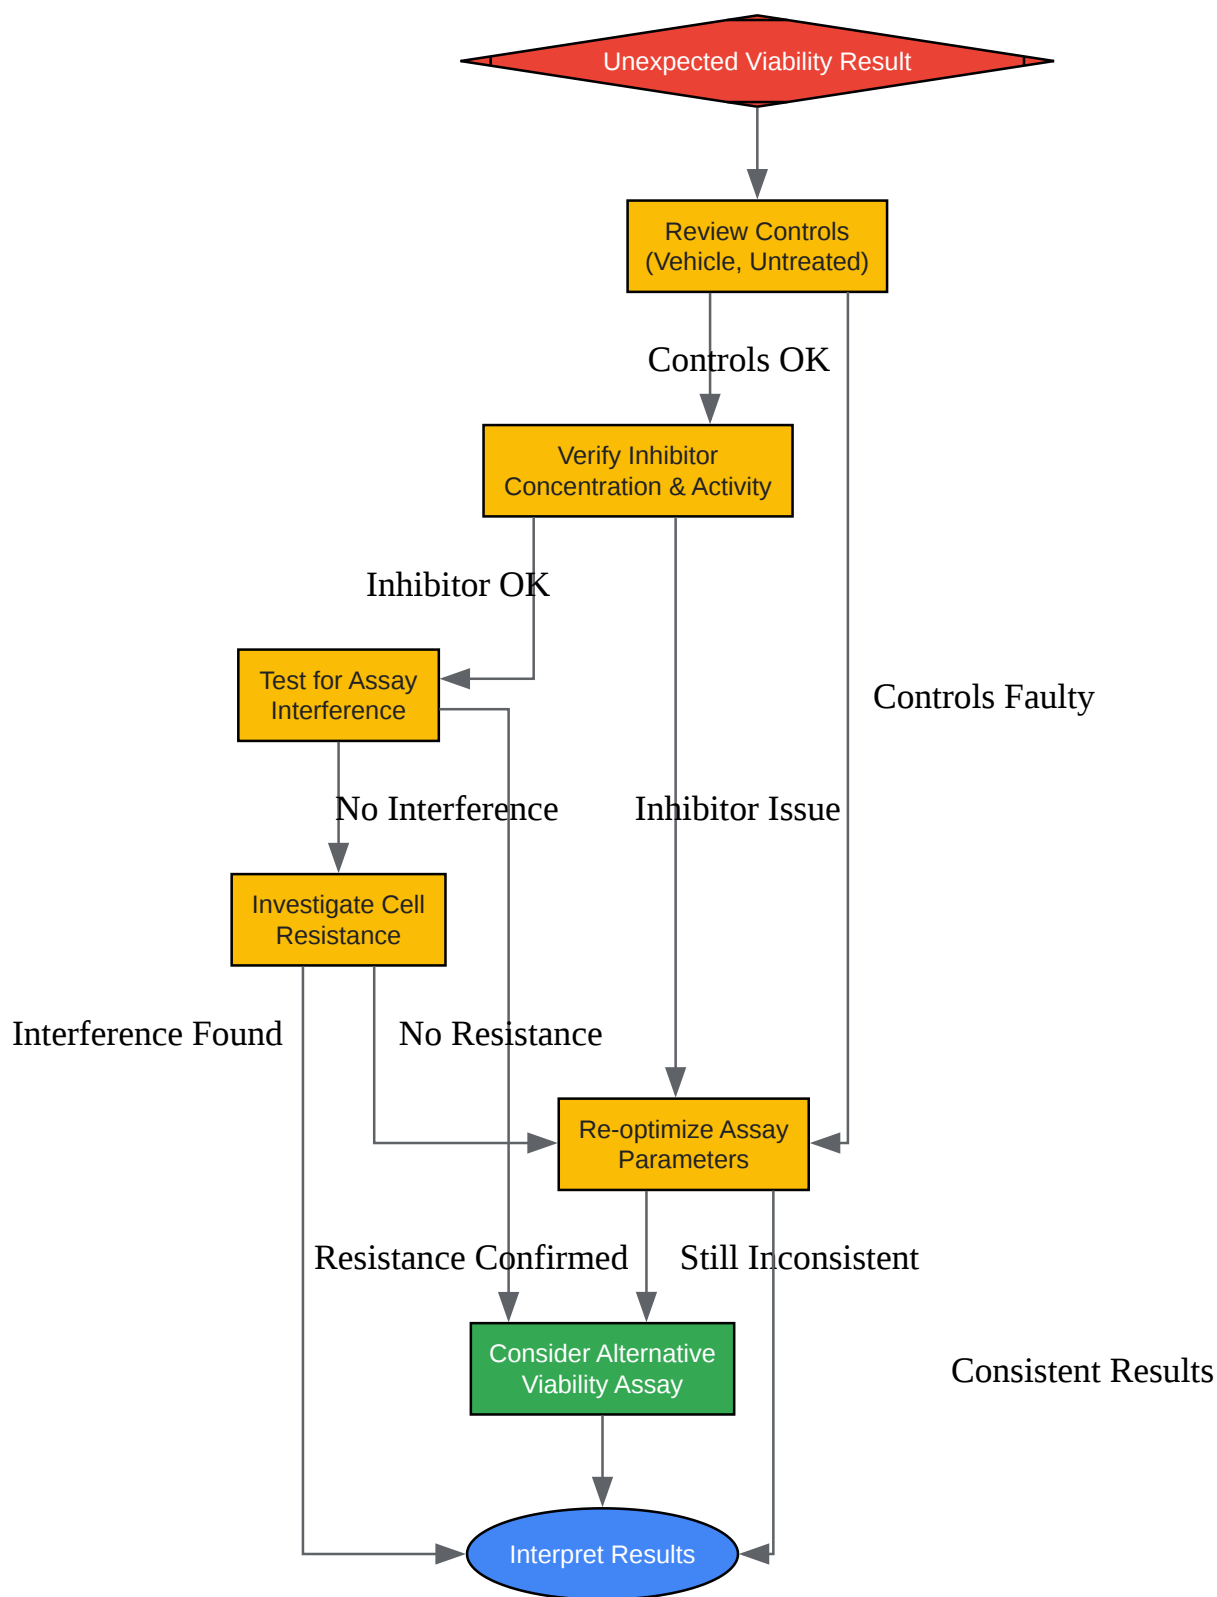 Unexpected Viability Result
Review Controls
(Vehicle, Untreated)
Controls OK
Verify Inhibitor
Concentration & Activity
Inhibitor OK
Test for Assay
Interference
Controls Faulty
No Interference
Inhibitor Issue
Investigate Cell
Resistance
Interference Found
No Resistance
Re-optimize Assay
Parameters
Resistance Confirmed
Still Inconsistent
Consider Alternative
Viability Assay
Consistent Results
Interpret Results